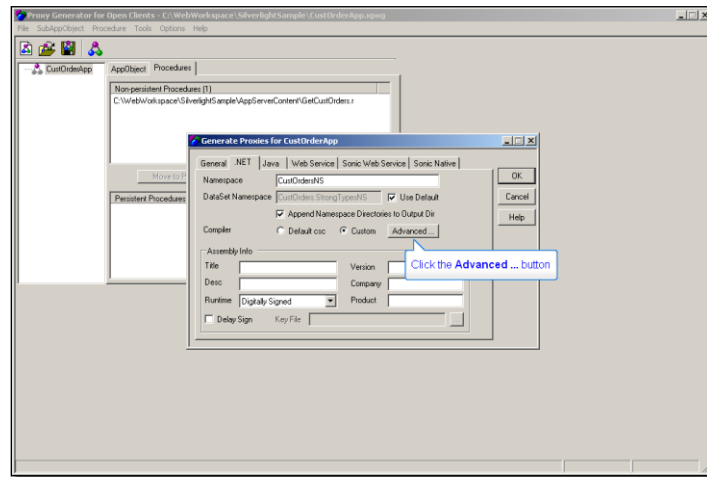 Proxy Generator for Open Clients - C:\WebWorkspace\SilverlightSample\CustOrderApp.xpxg
File SubAppObject Procedure Tools Options Help
CustOrderApp
AppObject Procedures
Non-persistent Procedures (1)
C:\WebWorkspace\SilverlightSample\AppServerContent\GetCustOrders.r
Move to P
Persistent Procedures
Generate Proxies for CustOrderApp
General .NET Java Web Service Sonic Web Service Sonic Native
Namespace CustOrdersNS
DataSet Namespace CustOrders.StrongTypesNS Use Default
Append Namespace Directories to Output Dir
Compiler Default csc Custom Advanced ...
OK
Cancel
Help
Click the Advanced ... button
Assembly Info
Title Version
Desc Company
Runtime Digitally Signed Product
Delay Sign Key File ...